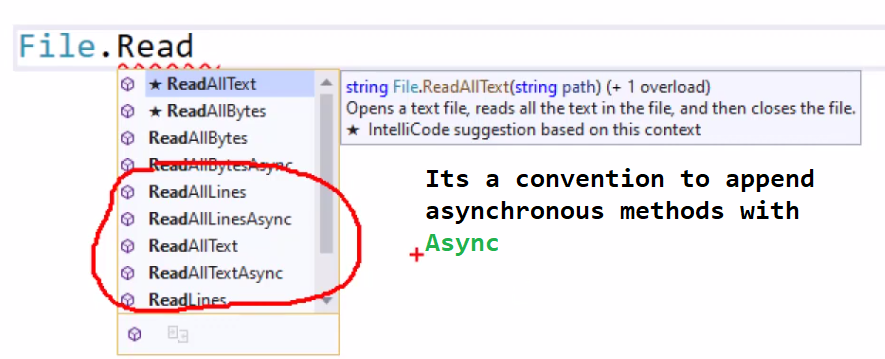 File.Read
★ ReadAllText
★ ReadAllBytes
ReadAllBytes
ReadAllBytesAsync
ReadAllLines
ReadAllLinesAsync
ReadAllText
ReadAllTextAsync
ReadLines
string File.ReadAllText(string path) (+ 1 overload)
Opens a text file, reads all the text in the file, and then closes the file.
★ IntelliCode suggestion based on this context
Its a convention to append
asynchronous methods with
Async